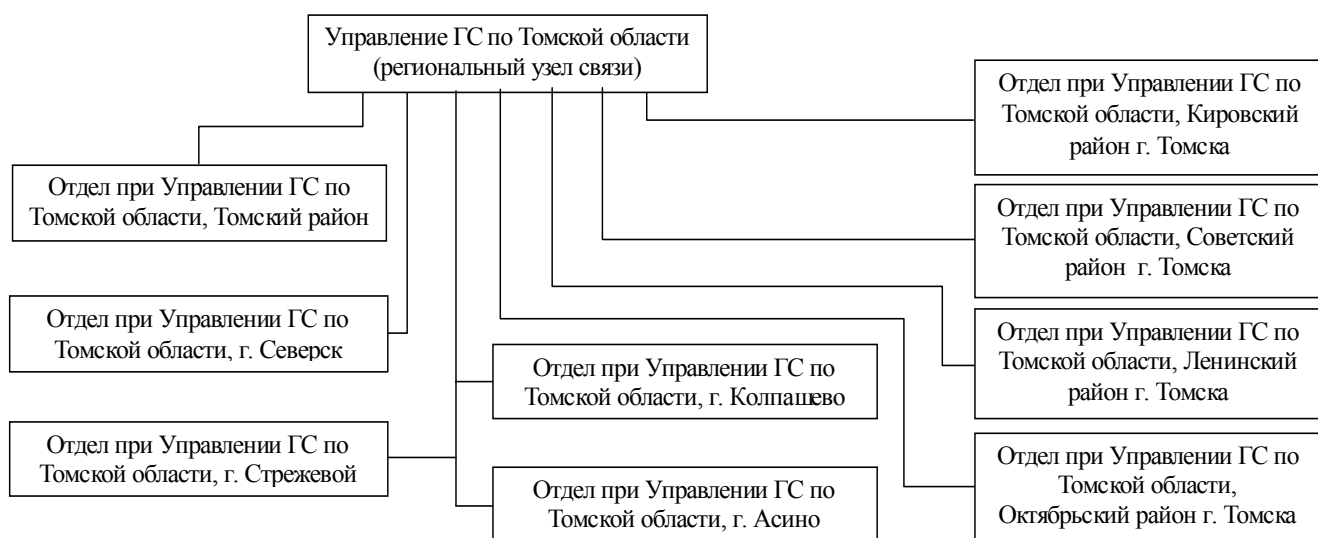 Управление ГС по Томской области
(региональный узел связи)
Отдел при Управлении ГС по
Томской области, Кировский
район г. Томска
Отдел при Управлении ГС по
Томской области, Томский район
Отдел при Управлении ГС по
Томской области, Советский
район г. Томска
Отдел при Управлении ГС по
Томской области, г. Северск
Отдел при Управлении ГС по
Томской области, Ленинский
район г. Томска
Отдел при Управлении ГС по
Томской области, г. Колпашево
Отдел при Управлении ГС по
Томской области, г. Стрежевой
Отдел при Управлении ГС по
Томской области,
Октябрьский район г. Томска
Отдел при Управлении ГС по
Томской области, г. Асино